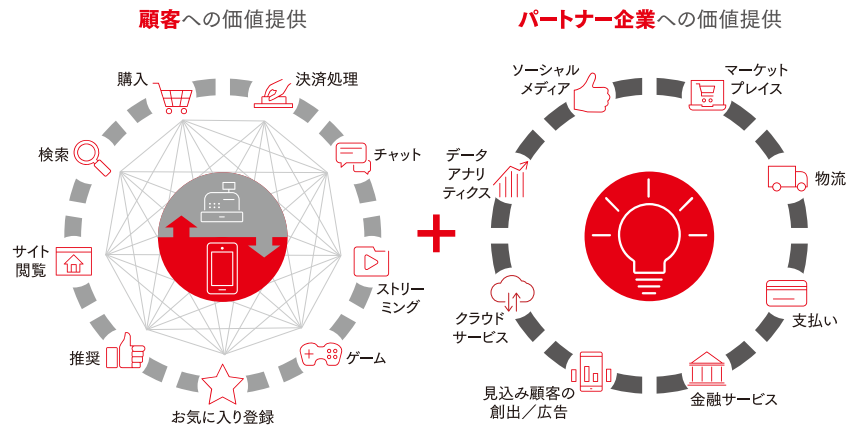 顧客への価値提供
購入
決済処理
検索
チャット
サイト
閲覧
ストリー
ミング
推奨
ゲーム
お気に入り登録
パートナー企業への価値提供
ソーシャル
メディア
マーケット
プレイス
データ
アナリ
ティクス
物流
クラウド
サービス
支払い
見込み顧客の
創出／広告
金融サービス